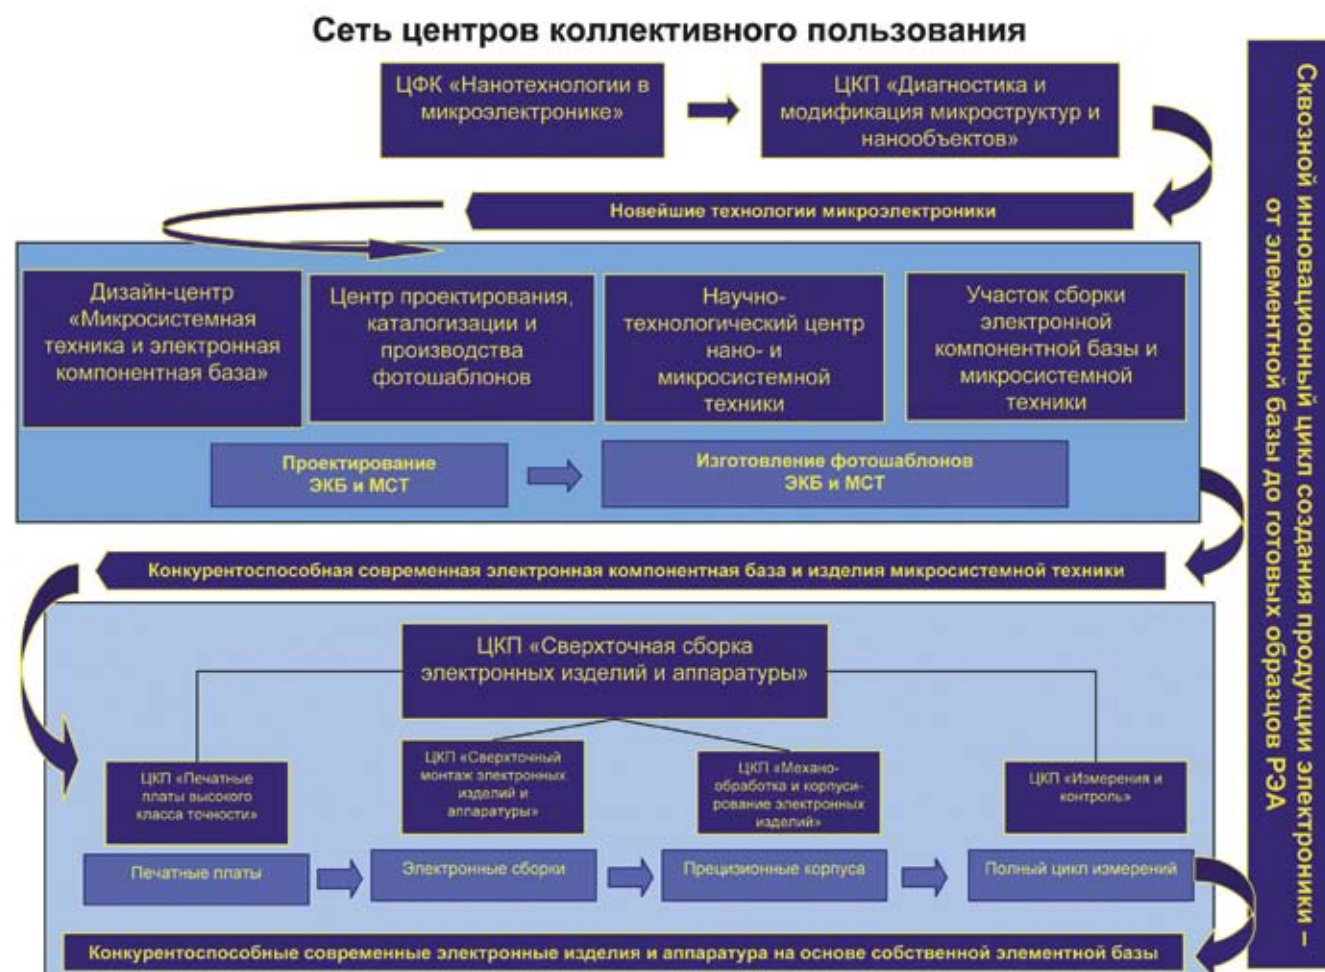 Сеть центров коллективного пользования
ЦФК «Нанотехнологии в
микроэлектронике»
ЦКП «Диагностика и
модификация микроструктур и
нанообъектов»
Новейшие технологии микроэлектроники
Дизайн-центр
«Микросистемная
техника и электронная
компонентная база»
Центр проектирования,
каталогизации и
производства
фотошаблонов
Научно-
технологический центр
нано- и
микросистемной
техники
Участок сборки
электронной
компонентной базы и
микросистемной
техники
Проектирование
ЭКБ и МСТ
Изготовление фотошаблонов
ЭКБ и МСТ
Конкурентоспособная современная электронная компонентная база и изделия микросистемной техники
ЦКП «Сверхточная сборка
электронных изделий и аппаратуры»
ЦКП «Печатные
платы высокого
класса точности»
ЦКП «Сверхточный
монтаж электронных
изделий и
аппаратуры»
ЦКП «Механо-
обработка и корпуси-
рование электронных
изделий»
ЦКП «Измерения и
контроль»
Печатные платы
Электронные сборки
Прецизионные корпуса
Полный цикл измерений
Конкурентоспособные современные электронные изделия и аппаратура на основе собственной элементной базы
Сквозной инновационный цикл создания продукции электроники –
от элементной базы до готовых образцов РЭА